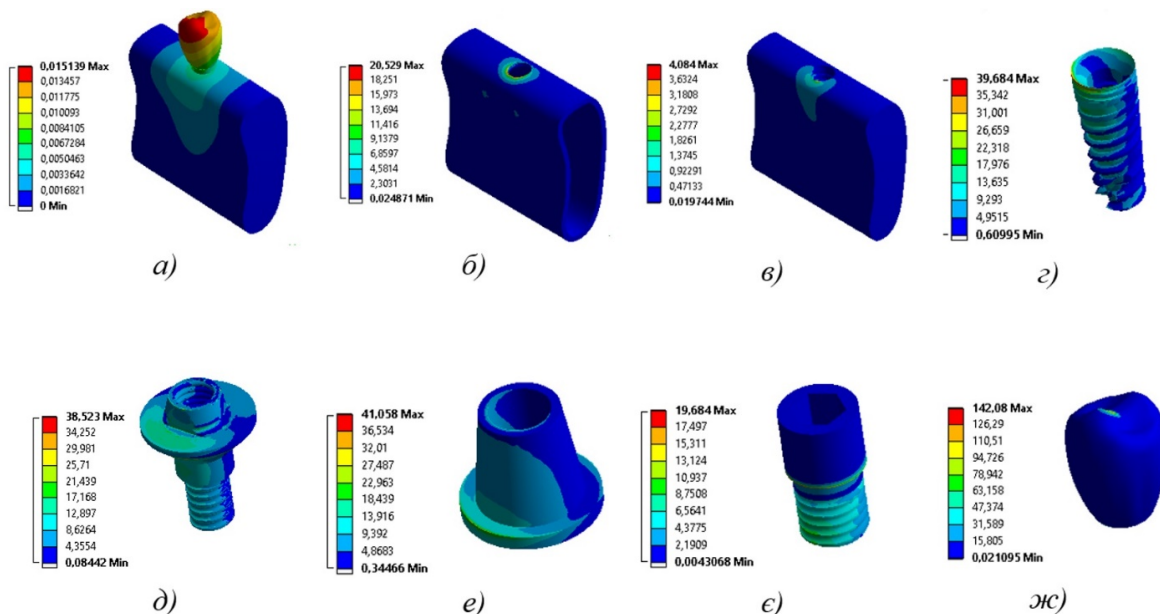 0,015139 Max
0,013457
0,011775
0,010093
0,0084105
0,0067284
0,0050463
0,0033642
0,0016821
0 Min
а)
20,529 Max
18,251
15,973
13,694
11,416
9,1379
6,8597
4,5814
2,3031
0,024871 Min
б)
4,084 Max
3,6324
3,1808
2,7292
2,2777
1,8261
1,3745
0,92291
0,47133
0,019744 Min
в)
39,684 Max
35,342
31,001
26,659
22,318
17,976
13,635
9,293
4,9515
0,60995 Min
г)
38,523 Max
34,252
29,981
25,71
21,439
17,168
12,897
8,6264
4,3554
0,08442 Min
д)
41,058 Max
36,534
32,01
27,487
22,963
18,439
13,916
9,392
4,8683
0,34466 Min
е)
19,684 Max
17,497
15,311
13,124
10,937
8,7508
6,5641
4,3775
2,1909
0,0043068 Min
є)
142,08 Max
126,29
110,51
94,726
78,942
63,158
47,374
31,589
15,805
0,021095 Min
ж)